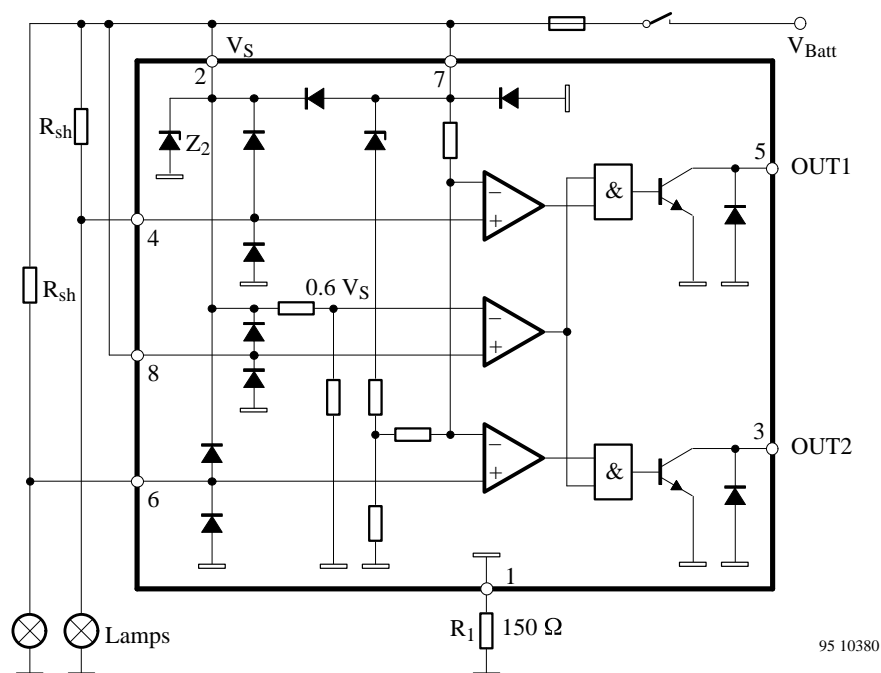 V_S
V_Batt
2
7
R_sh
Z_2
5
OUT1
−
+
&
4
R_sh
0.6 V_S
−
+
8
3
OUT2
−
+
&
6
1
Lamps
R_1
150 Ω
95 10380